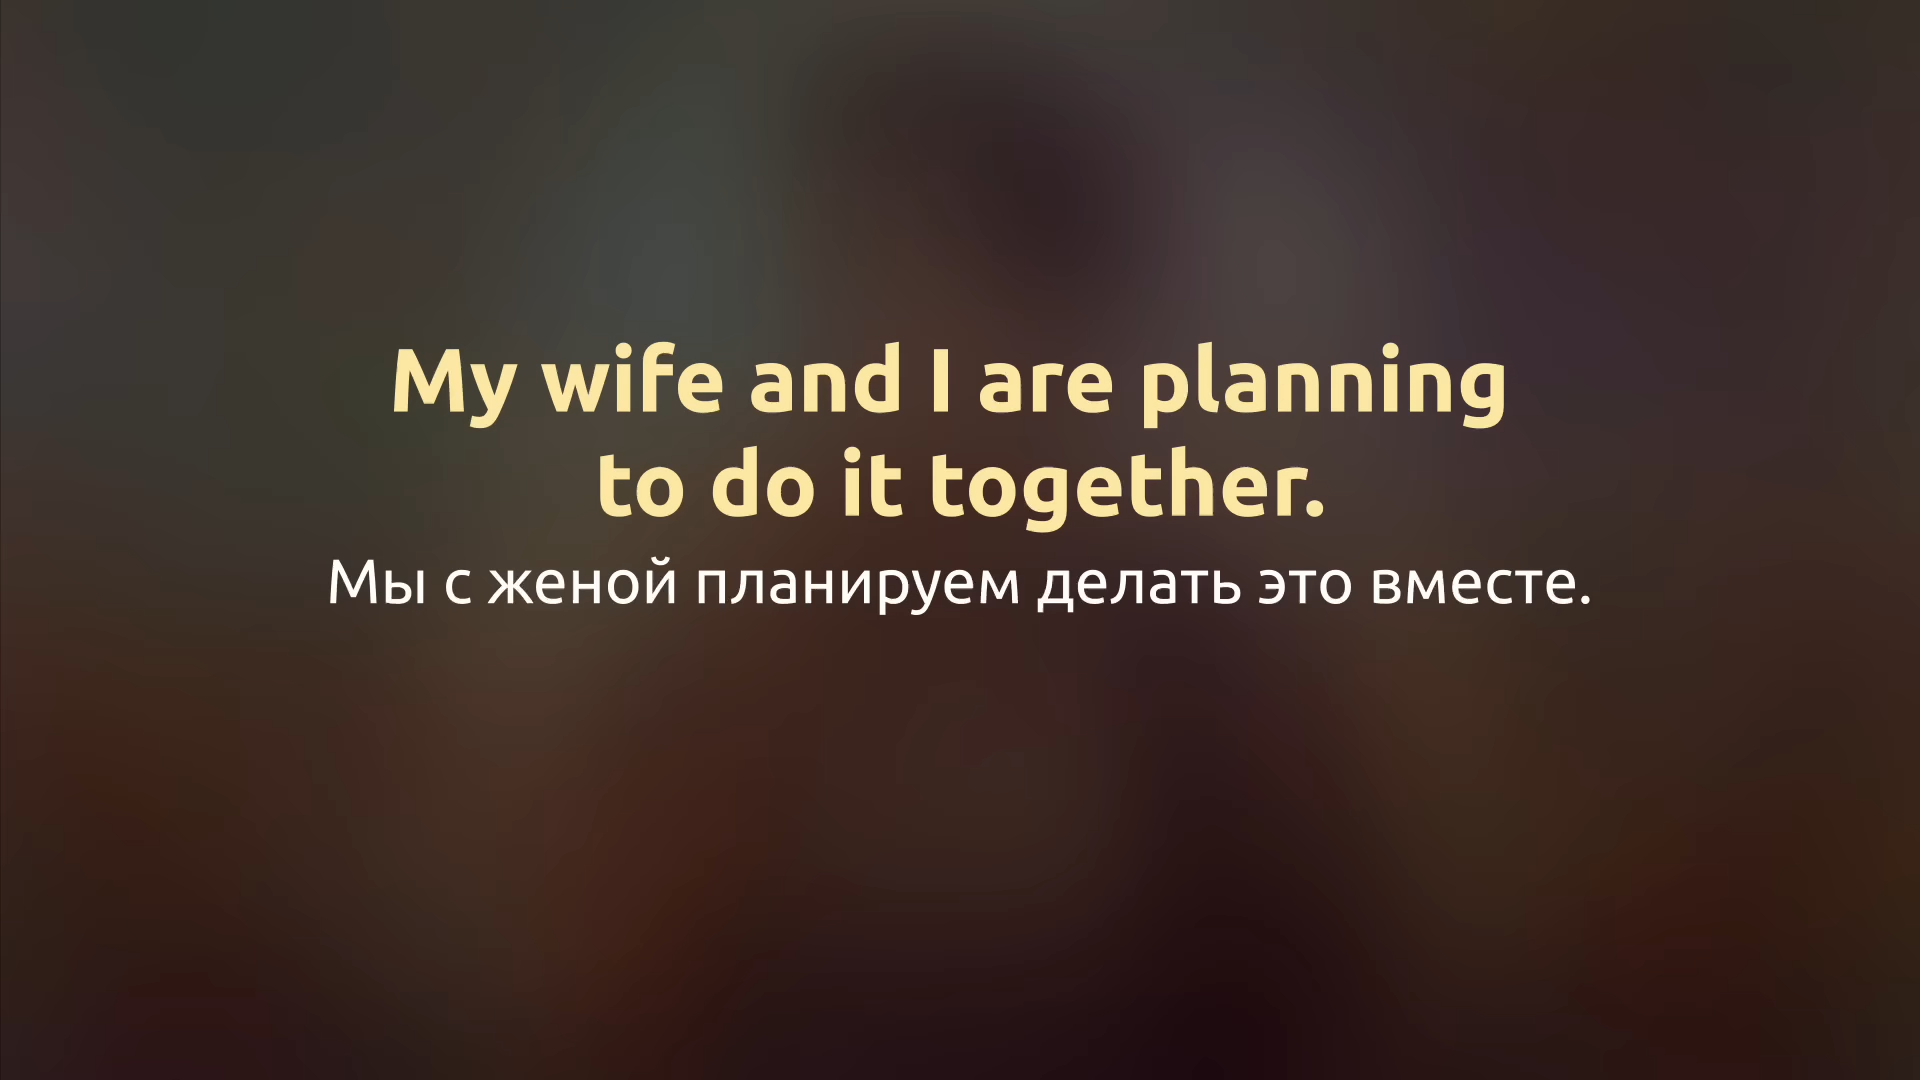 My wife and I are planning
to do it together.
Мы с женой планируем делать это вместе.